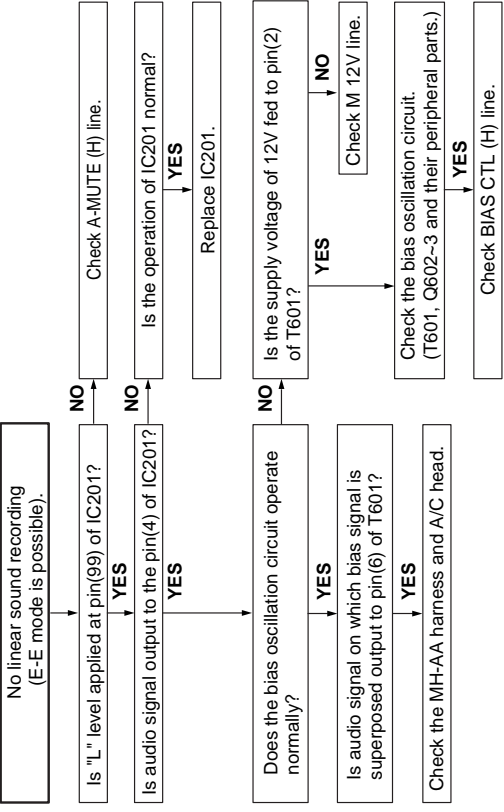 No linear sound recording
(E-E mode is possible).
Is "L" level applied at pin(99) of IC201?
NO
Check A-MUTE (H) line.
YES
Is audio signal output to the pin(4) of IC201?
NO
Is the operation of IC201 normal?
YES
Replace IC201.
YES
Does the bias oscillation circuit operate
normally?
NO
Is the supply voltage of 12V fed to pin(2)
of T601?
NO
Check M 12V line.
YES
Check the bias oscillation circuit.
(T601, Q602~3 and their peripheral parts.)
YES
Check BIAS CTL (H) line.
YES
Is audio signal on which bias signal is
superposed output to pin(6) of T601?
YES
Check the MH-AA harness and A/C head.